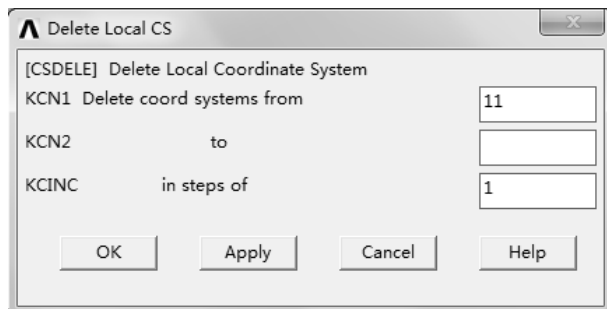 Delete Local CS
[CSDELE] Delete Local Coordinate System
KCN1 Delete coord systems from 11
KCN2 to
KCINC in steps of 1
OK Apply Cancel Help